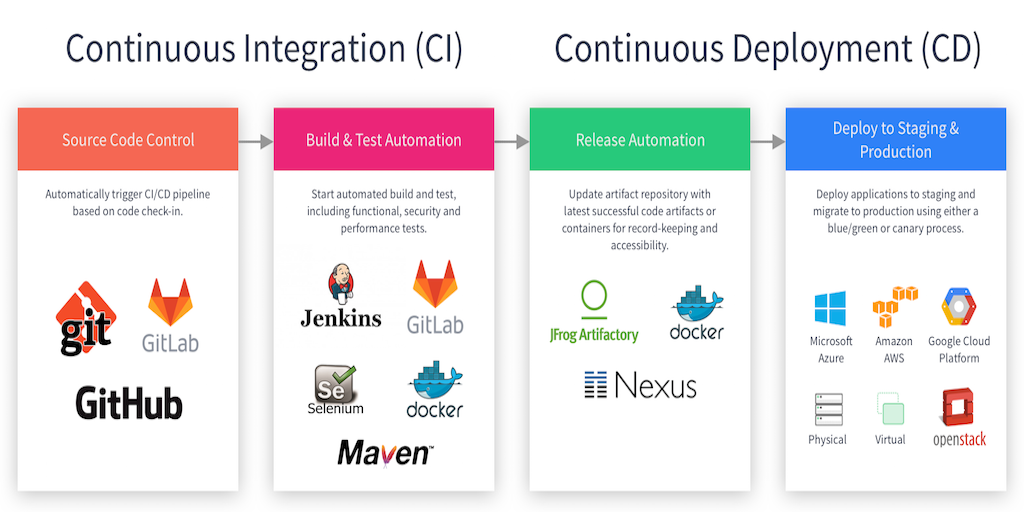 Continuous Integration (CI)
Continuous Deployment (CD)
Source Code Control
Automatically trigger CI/CD pipeline
based on code check-in.
git
GitLab
GitHub
Build & Test Automation
Start automated build and test,
including functional, security and
performance tests.
Jenkins
GitLab
Se
Selenium
docker
Maven™
Release Automation
Update artifact repository with
latest successful code artifacts or
containers for record-keeping and
accessibility.
JFrog Artifactory
docker
Nexus
Deploy to Staging &
Production
Deploy applications to staging and
migrate to production using either a
blue/green or canary process.
Microsoft
Azure
Amazon
AWS
Google Cloud
Platform
Physical
Virtual
openstack